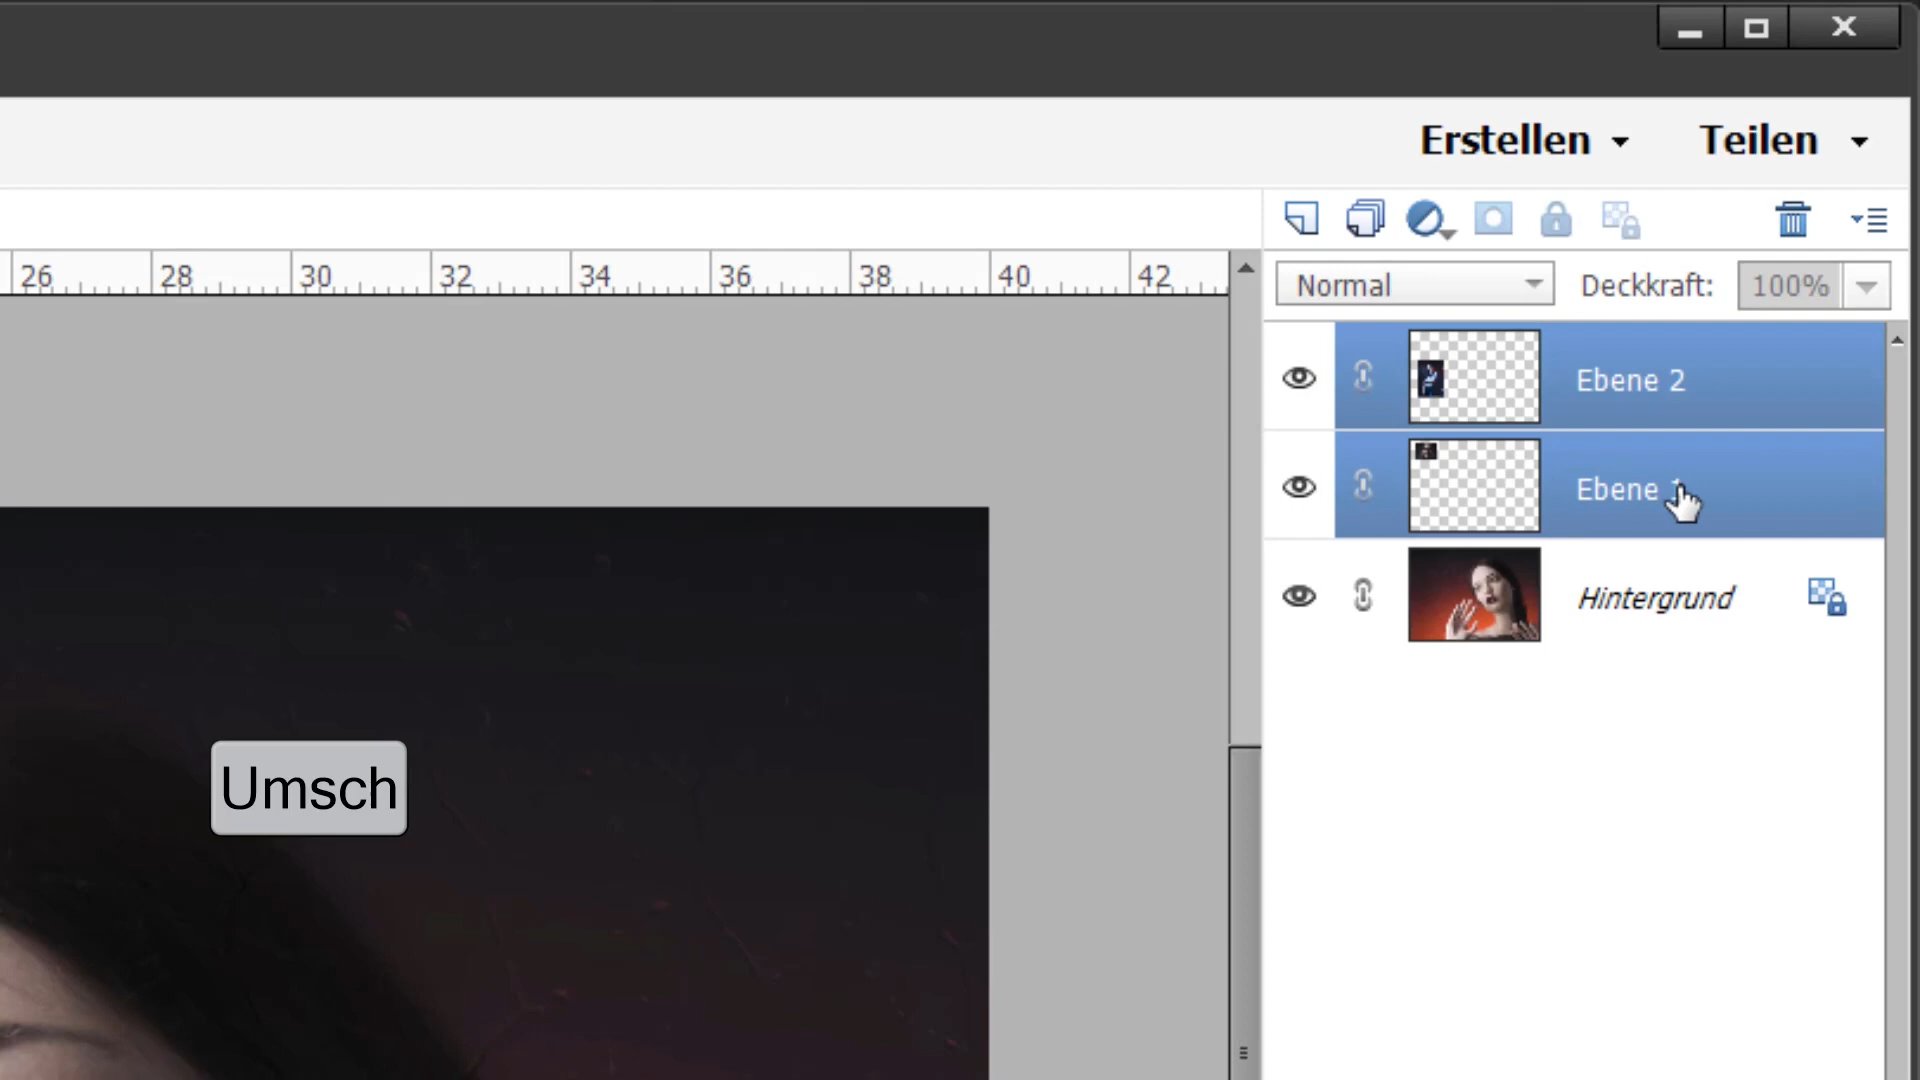 Erstellen
Teilen
26 28 30 32 34 36 38 40 42
Normal
Deckkraft: 100%
Ebene 2
Ebene
Hintergrund
Umsch